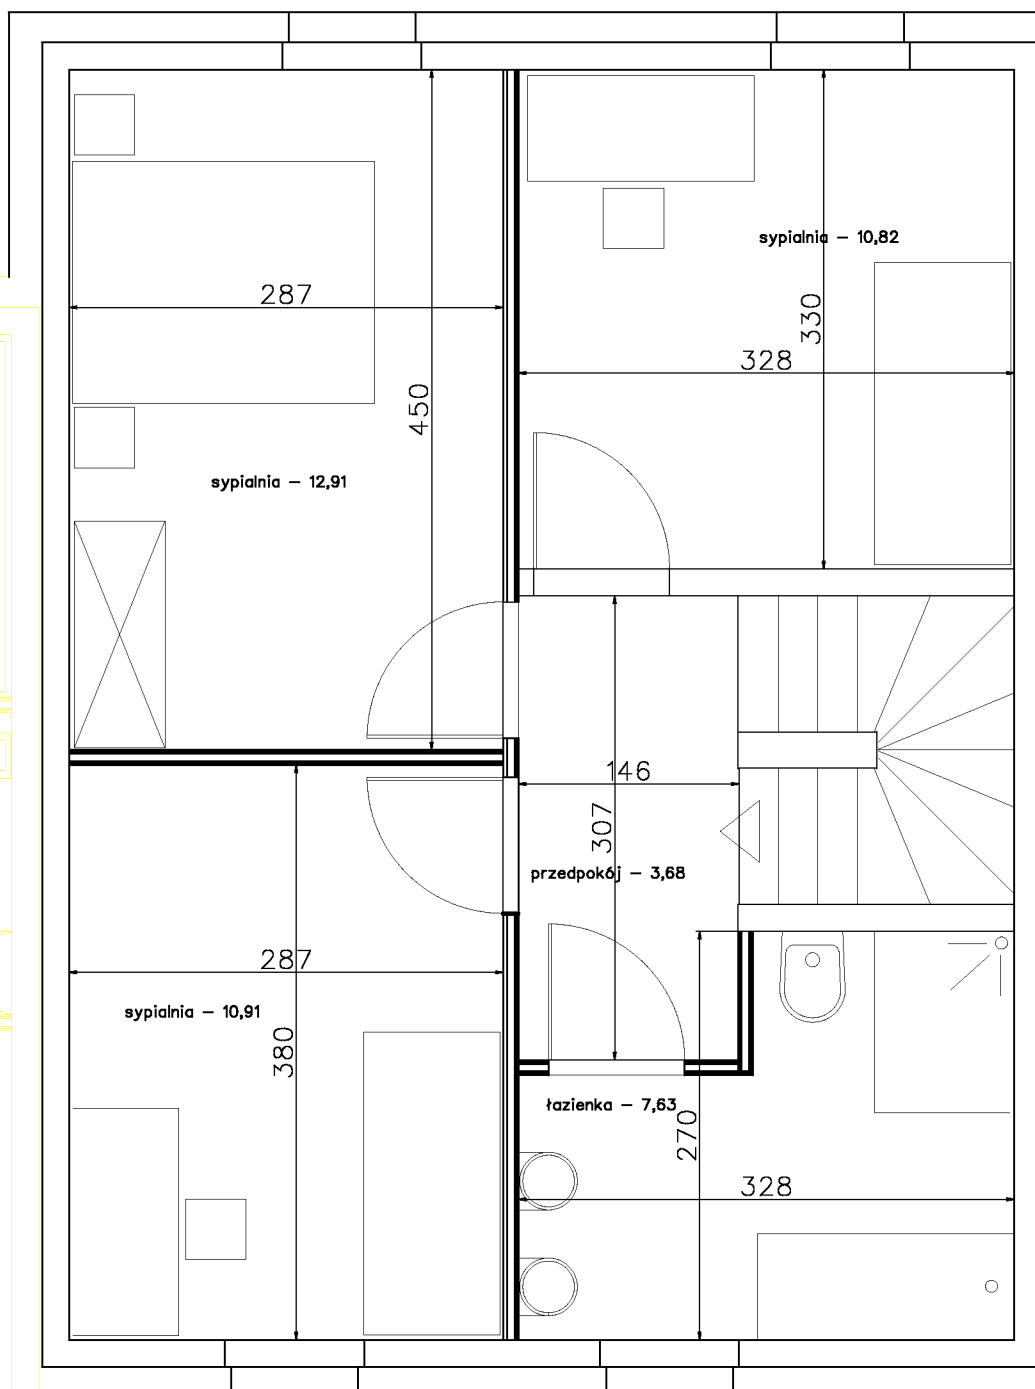 sypialnia – 10,82
287
330
328
450
sypialnia – 12,91
146
307
przedpokój – 3,68
287
sypialnia – 10,91
380
łazienka – 7,63
270
328